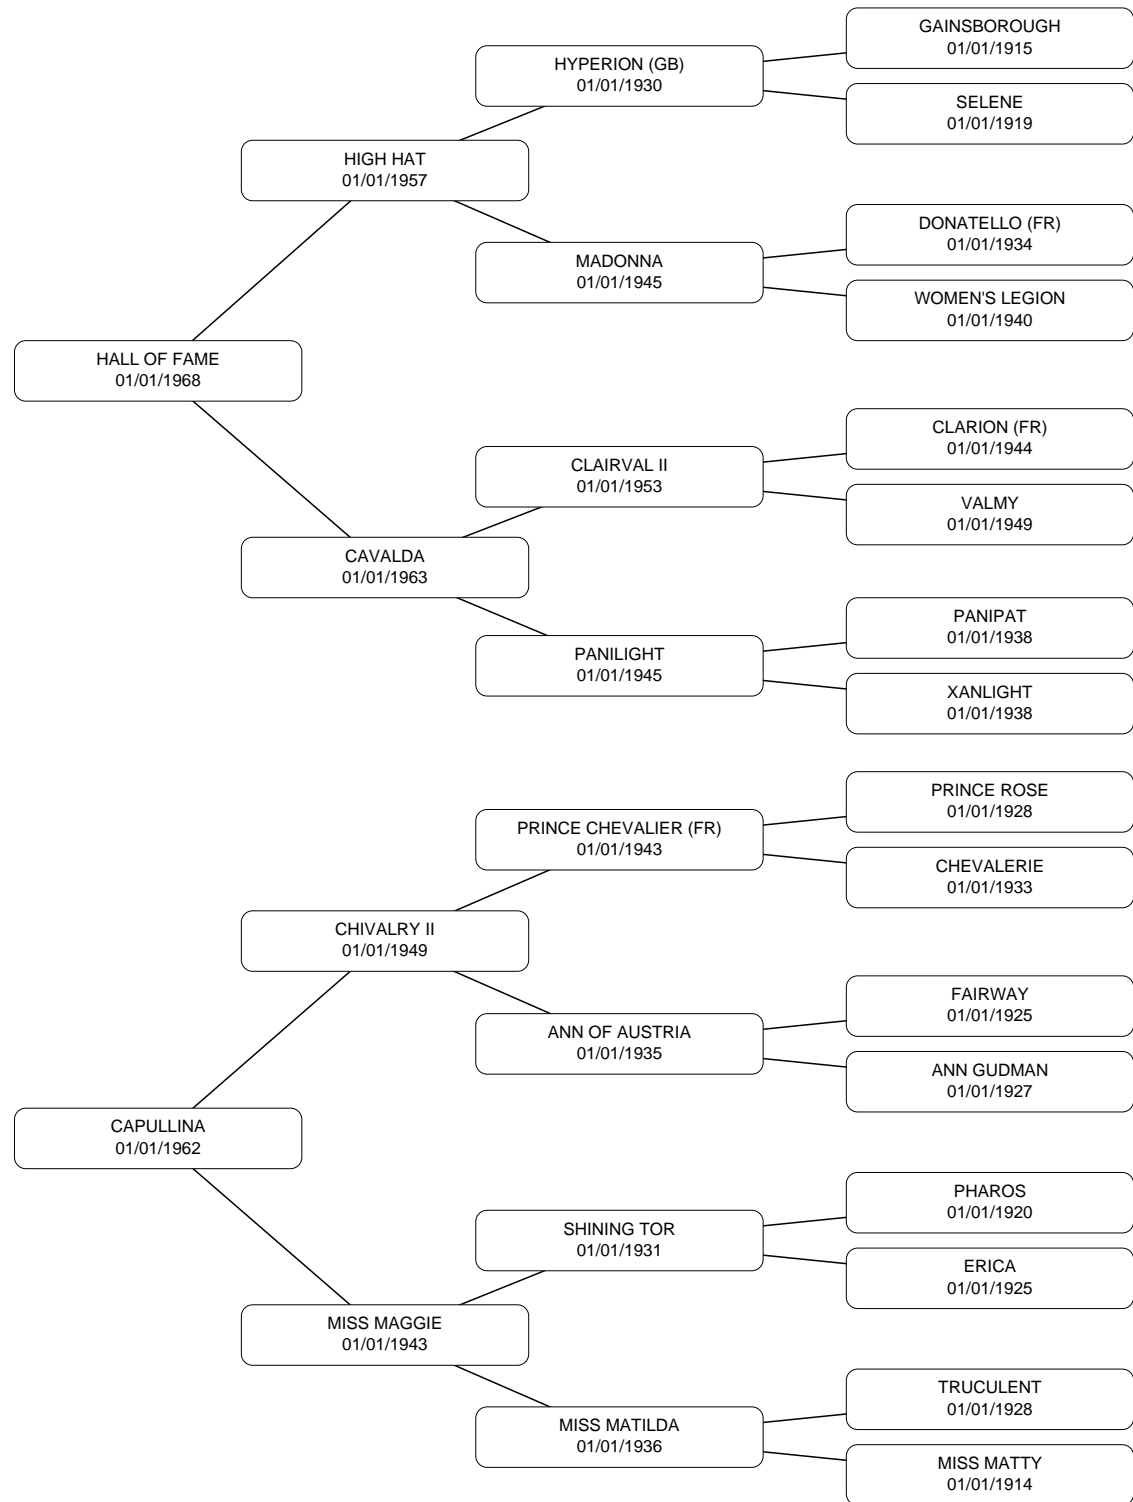 GAINSBOROUGH
01/01/1915
HYPERION (GB)
01/01/1930
SELENE
01/01/1919
HIGH HAT
01/01/1957
DONATELLO (FR)
01/01/1934
MADONNA
01/01/1945
WOMEN'S LEGION
01/01/1940
HALL OF FAME
01/01/1968
CLARION (FR)
01/01/1944
CLAIRVAL II
01/01/1953
VALMY
01/01/1949
CAVALDA
01/01/1963
PANIPAT
01/01/1938
PANILIGHT
01/01/1945
XANLIGHT
01/01/1938
PRINCE ROSE
01/01/1928
PRINCE CHEVALIER (FR)
01/01/1943
CHEVALERIE
01/01/1933
CHIVALRY II
01/01/1949
FAIRWAY
01/01/1925
ANN OF AUSTRIA
01/01/1935
ANN GUDMAN
01/01/1927
CAPULLINA
01/01/1962
PHAROS
01/01/1920
SHINING TOR
01/01/1931
ERICA
01/01/1925
MISS MAGGIE
01/01/1943
TRUCULENT
01/01/1928
MISS MATILDA
01/01/1936
MISS MATTY
01/01/1914